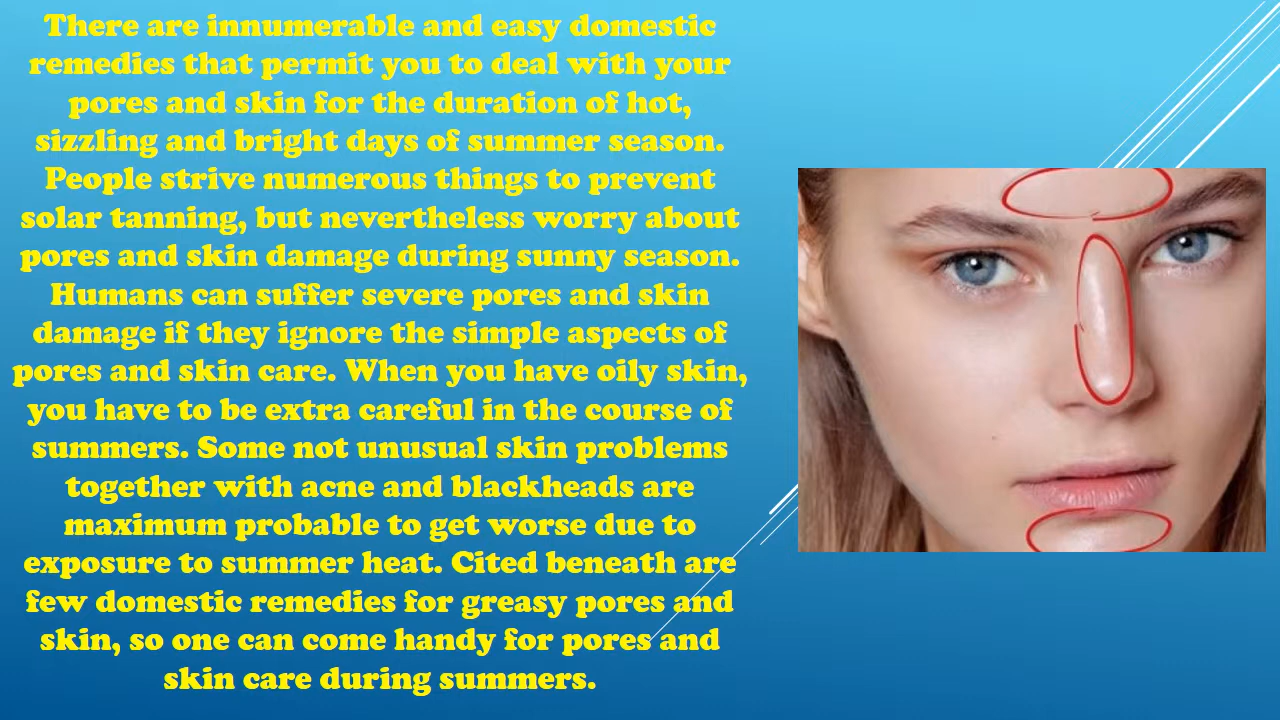 There are innumerable and easy domestic
remedies that permit you to deal with your
pores and skin for the duration of hot,
sizzling and bright days of summer season.
People strive numerous things to prevent
solar tanning, but nevertheless worry about
pores and skin damage during sunny season.
Humans can suffer severe pores and skin
damage if they ignore the simple aspects of
pores and skin care. When you have oily skin,
you have to be extra careful in the course of
summers. Some not unusual skin problems
together with acne and blackheads are
maximum probable to get worse due to
exposure to summer heat. Cited beneath are
few domestic remedies for greasy pores and
skin, so one can come handy for pores and
skin care during summers.